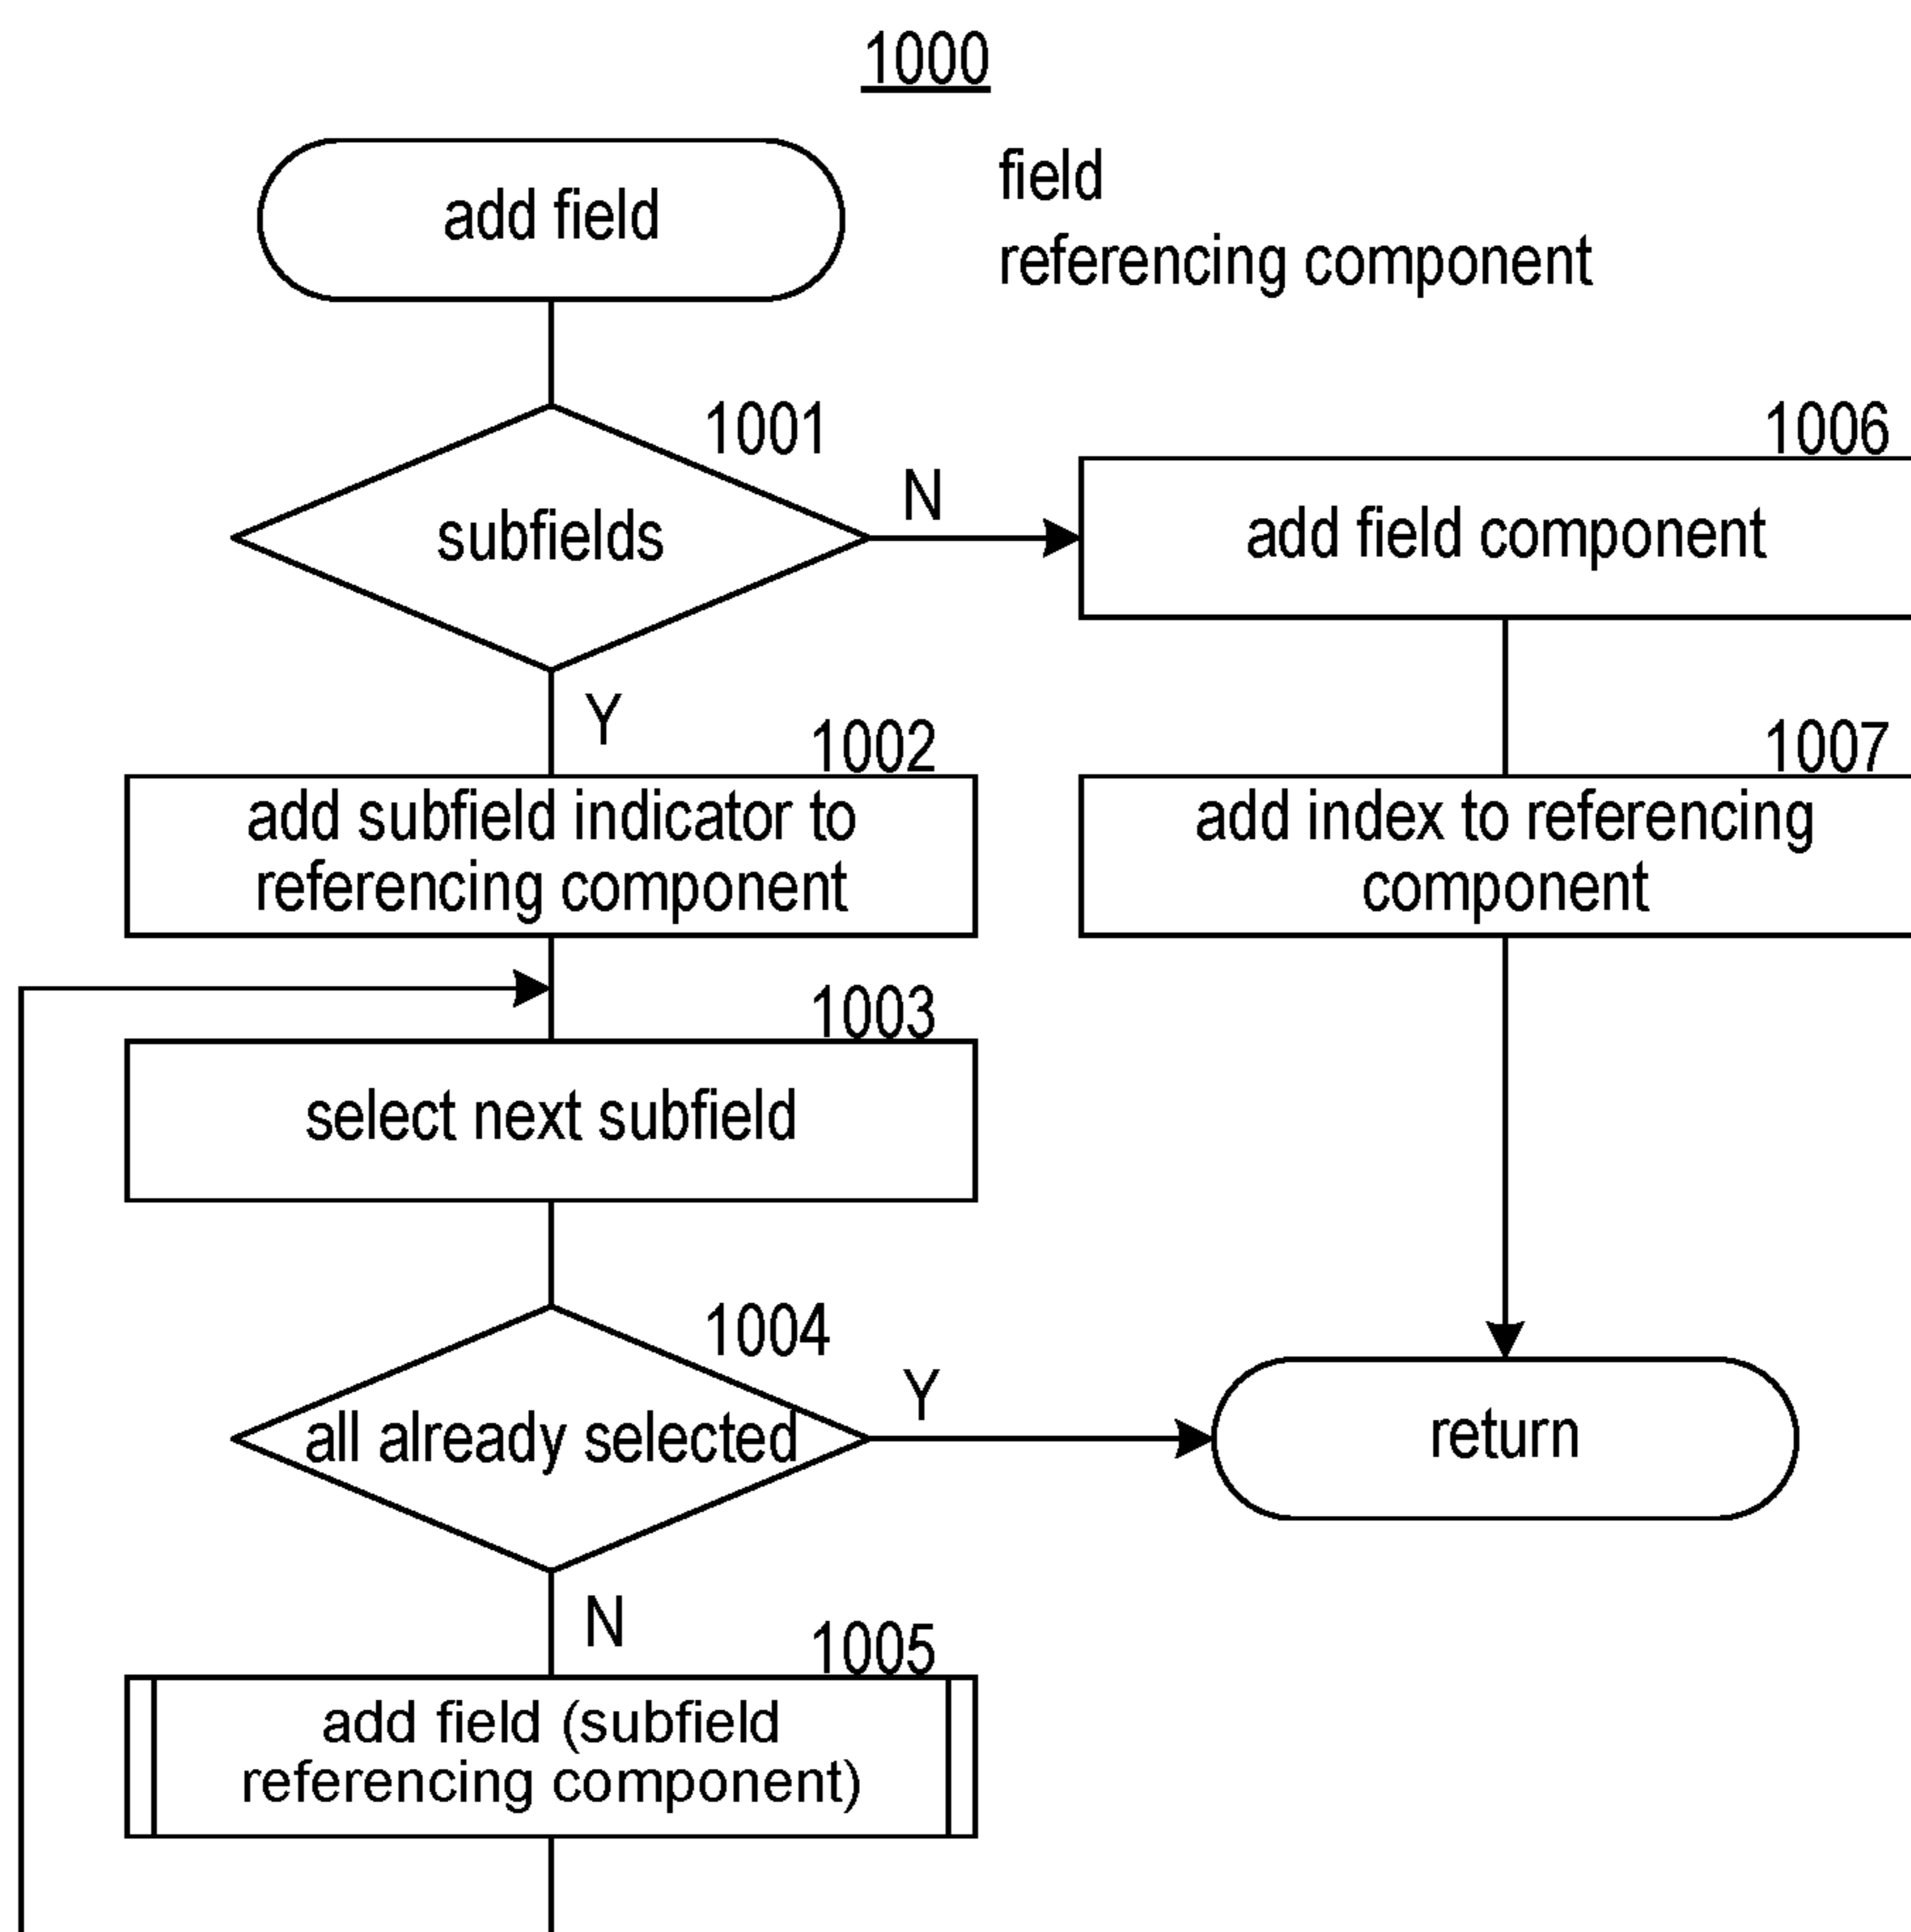 1000
add field
field
referencing component
1001
subfields
N
Y
1002
add subfield indicator to
referencing component
1003
select next subfield
1004
all already selected
Y
N
1005
add field (subfield
referencing component)
1006
add field component
1007
add index to referencing
component
return